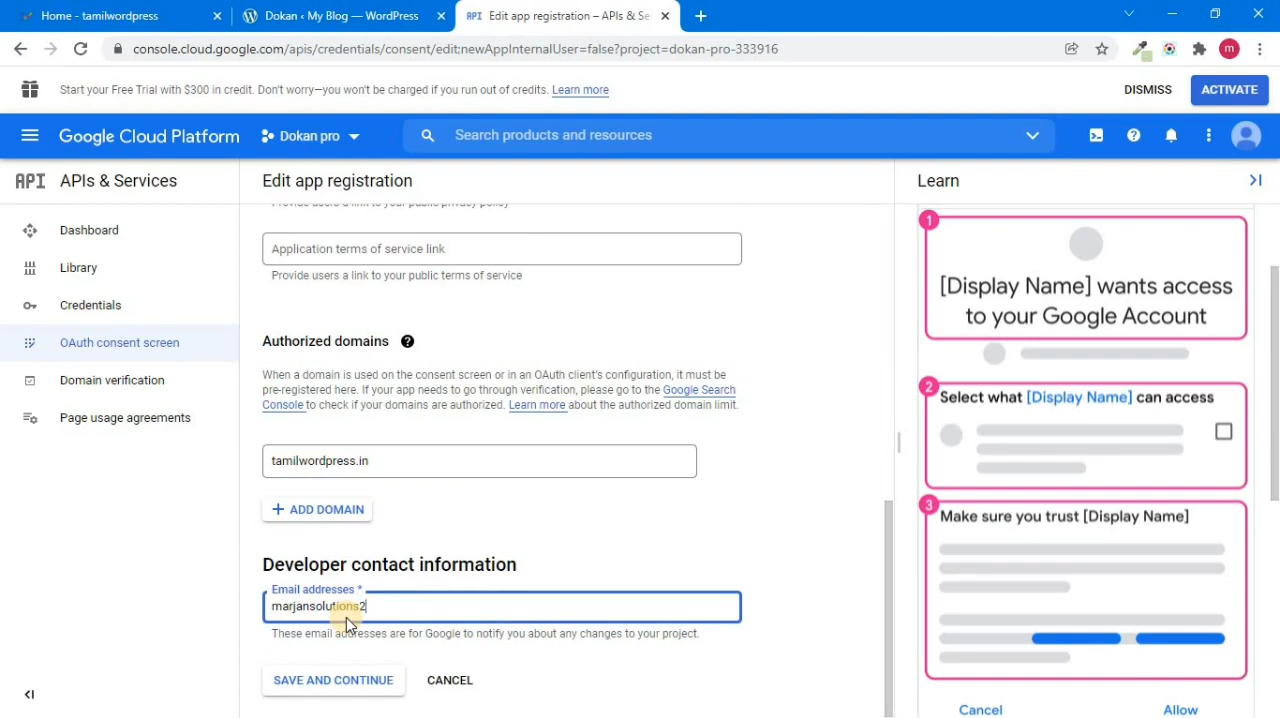 Home - tamilwordpress
Dokan ‹ My Blog — WordPress
API Edit app registration – APIs & Se
console.cloud.google.com/apis/credentials/consent/edit;newAppInternalUser=false?project=dokan-pro-333916
m
Start your Free Trial with $300 in credit. Don't worry—you won't be charged if you run out of credits. Learn more
DISMISS
ACTIVATE
Google Cloud Platform
Dokan pro
Search products and resources
API APIs & Services
Dashboard
Library
Credentials
OAuth consent screen
Domain verification
Page usage agreements
Edit app registration
Provide users a link to your public privacy policy
Application terms of service link
Provide users a link to your public terms of service
Authorized domains
When a domain is used on the consent screen or in an OAuth client's configuration, it must be
pre-registered here. If your app needs to go through verification, please go to the Google Search
Console to check if your domains are authorized. Learn more about the authorized domain limit.
tamilwordpress.in
+ ADD DOMAIN
Developer contact information
Email addresses *
marjansolutions2
These email addresses are for Google to notify you about any changes to your project.
SAVE AND CONTINUE
CANCEL
Learn
1
[Display Name] wants access
to your Google Account
2
Select what [Display Name] can access
3
Make sure you trust [Display Name]
Cancel
Allow